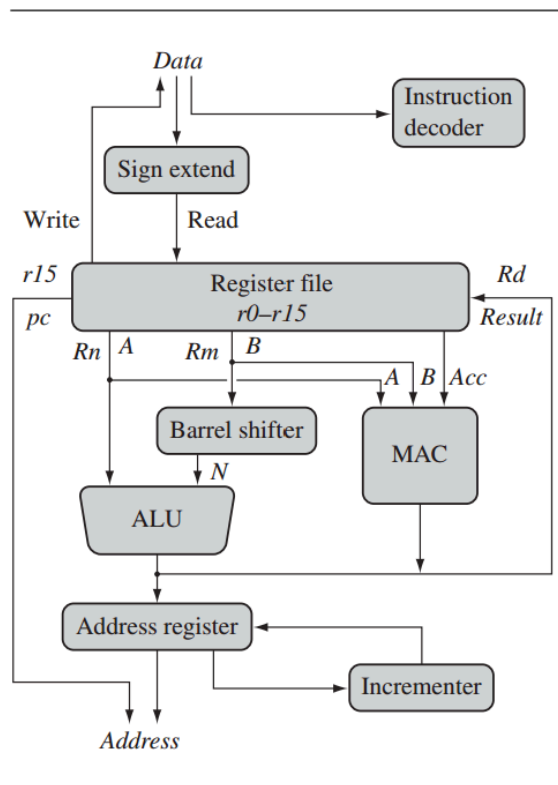 Data
Instruction
decoder
Sign extend
Write
Read
r15
Register file
Rd
pc
r0–r15
Result
Rn
A
Rm
B
A
B
Acc
Barrel shifter
MAC
N
ALU
Address register
Incrementer
Address